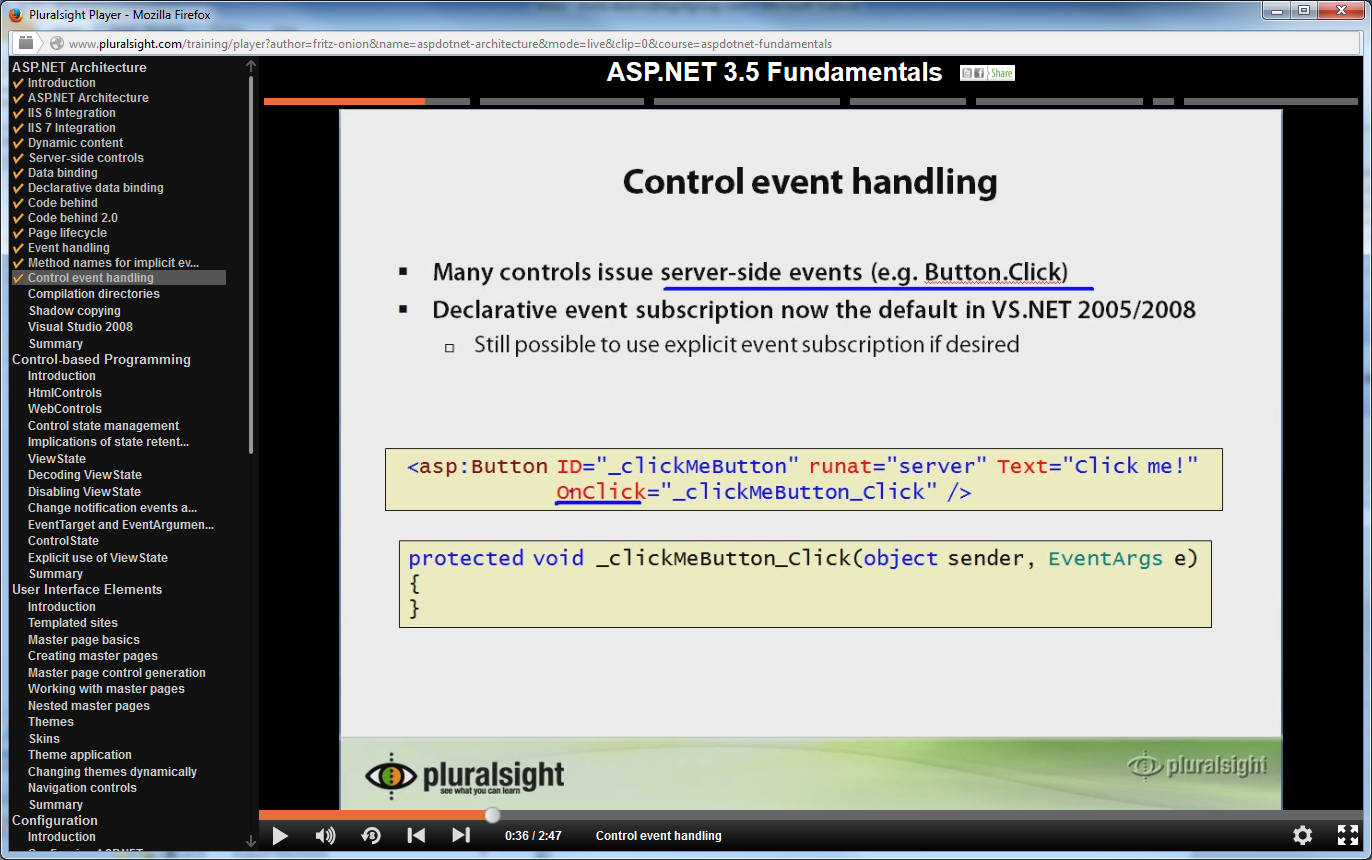 Pluralsight Player - Mozilla Firefox
www.pluralsight.com/training/player?author=fritz-onion&name=aspdotnet-architecture&mode=live&clip=0&course=aspdotnet-fundamentals
ASP.NET Architecture
Introduction
ASP.NET Architecture
IIS 6 Integration
IIS 7 Integration
Dynamic content
Server-side controls
Data binding
Declarative data binding
Code behind
Code behind 2.0
Page lifecycle
Event handling
Method names for implicit ev...
Control event handling
Compilation directories
Shadow copying
Visual Studio 2008
Summary
Control-based Programming
Introduction
HtmlControls
WebControls
Control state management
Implications of state retent...
ViewState
Decoding ViewState
Disabling ViewState
Change notification events a...
EventTarget and EventArgumen...
ControlState
Explicit use of ViewState
Summary
User Interface Elements
Introduction
Templated sites
Master page basics
Creating master pages
Master page control generation
Working with master pages
Nested master pages
Themes
Skins
Theme application
Changing themes dynamically
Navigation controls
Summary
Configuration
Introduction
ASP.NET 3.5 Fundamentals
Share
Control event handling
Many controls issue server-side events (e.g. Button.Click)
Declarative event subscription now the default in VS.NET 2005/2008
Still possible to use explicit event subscription if desired
<asp:Button ID="_clickMeButton" runat="server" Text="Click me!"
OnClick="_clickMeButton_Click" />
protected void _clickMeButton_Click(object sender, EventArgs e)
{
}
pluralsight
see what you can learn
pluralsight
8
0:36 / 2:47
Control event handling